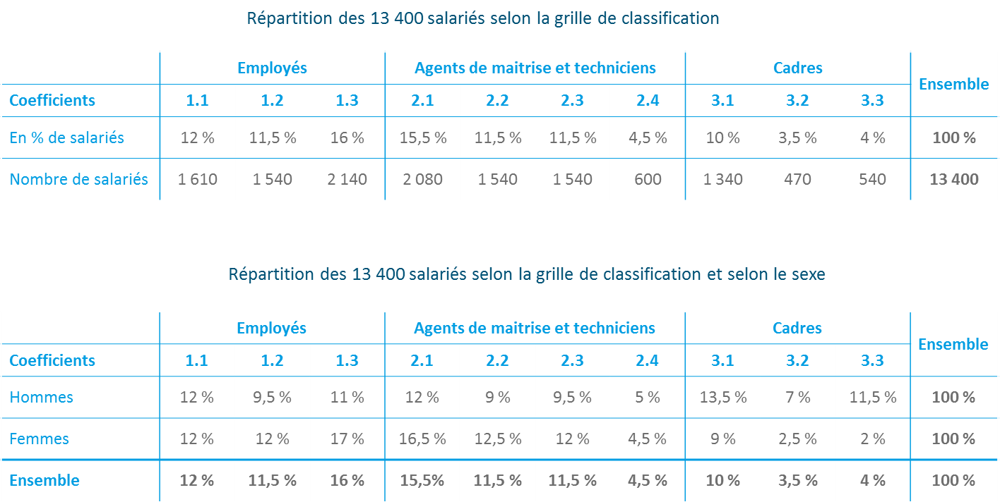 Répartition des 13 400 salariés selon la grille de classification
Employés Agents de maitrise et techniciens Cadres Ensemble
Coefficients 1.1 1.2 1.3 2.1 2.2 2.3 2.4 3.1 3.2 3.3
En % de salariés 12 % 11,5 % 16 % 15,5 % 11,5 % 11,5 % 4,5 % 10 % 3,5 % 4 % 100 %
Nombre de salariés 1 610 1 540 2 140 2 080 1 540 1 540 600 1 340 470 540 13 400
Répartition des 13 400 salariés selon la grille de classification et selon le sexe
Employés Agents de maitrise et techniciens Cadres Ensemble
Coefficients 1.1 1.2 1.3 2.1 2.2 2.3 2.4 3.1 3.2 3.3
Hommes 12 % 9,5 % 11 % 12 % 9 % 9,5 % 5 % 13,5 % 7 % 11,5 % 100 %
Femmes 12 % 12 % 17 % 16,5 % 12,5 % 12 % 4,5 % 9 % 2,5 % 2 % 100 %
Ensemble 12 % 11,5 % 16 % 15,5% 11,5 % 11,5 % 4,5 % 10 % 3,5 % 4 % 100 %